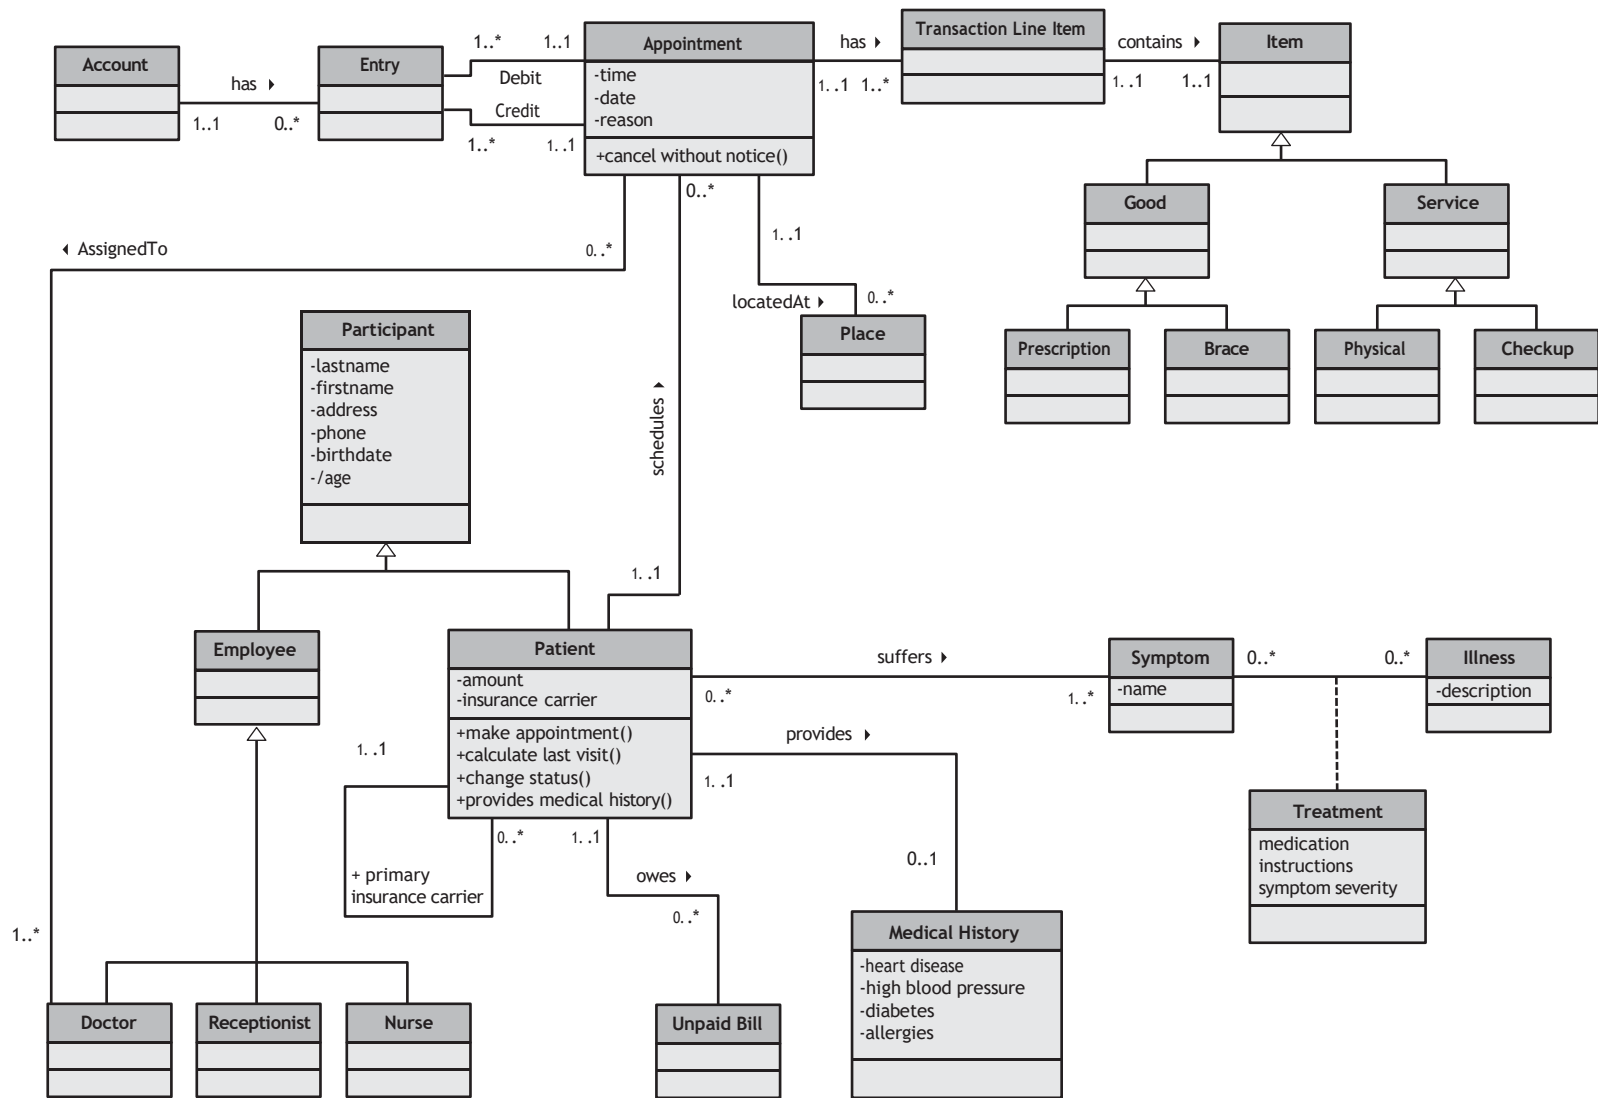 Account
has ▸
1..1
0..*
Entry
1..*
1..1
Debit
Credit
1..*
1..1
Appointment
-time
-date
-reason
+cancel without notice()
has ▸
1..1
1..*
Transaction Line Item
contains ▸
1..1
1..1
Item
Good
Service
Prescription
Brace
Physical
Checkup
◂ AssignedTo
0..*
0..*
1..1
locatedAt ▸
0..*
Place
Participant
-lastname
-firstname
-address
-phone
-birthdate
-/age
schedules ▸
1..1
Employee
Patient
-amount
-insurance carrier
+make appointment()
+calculate last visit()
+change status()
+provides medical history()
suffers ▸
0..*
1..*
Symptom
-name
0..*
0..*
Illness
-description
provides ▸
1..1
0..1
1..1
0..*
+ primary
insurance carrier
1..1
owes ▸
0..*
Treatment
medication
instructions
symptom severity
Medical History
-heart disease
-high blood pressure
-diabetes
-allergies
1..*
Doctor
Receptionist
Nurse
Unpaid Bill